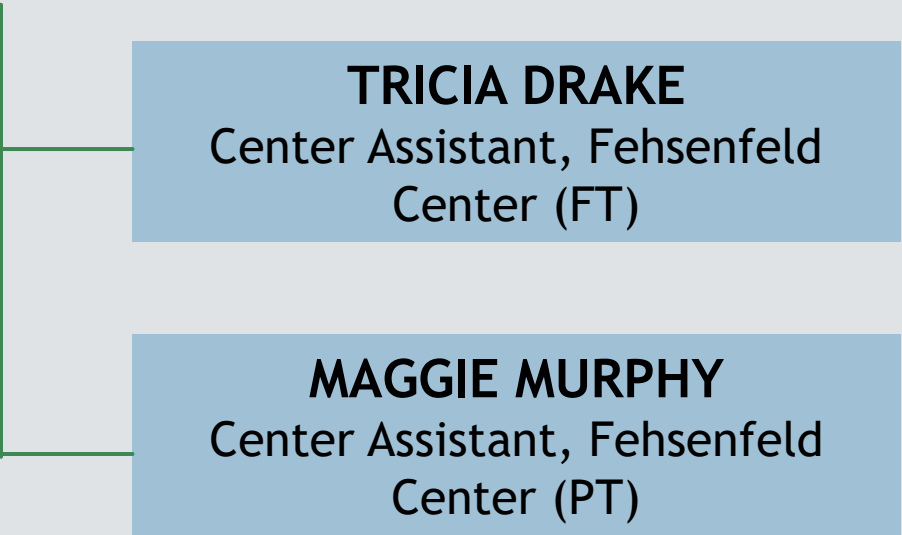 TRICIA DRAKE
Center Assistant, Fehsenfeld
Center (FT)
MAGGIE MURPHY
Center Assistant, Fehsenfeld
Center (PT)